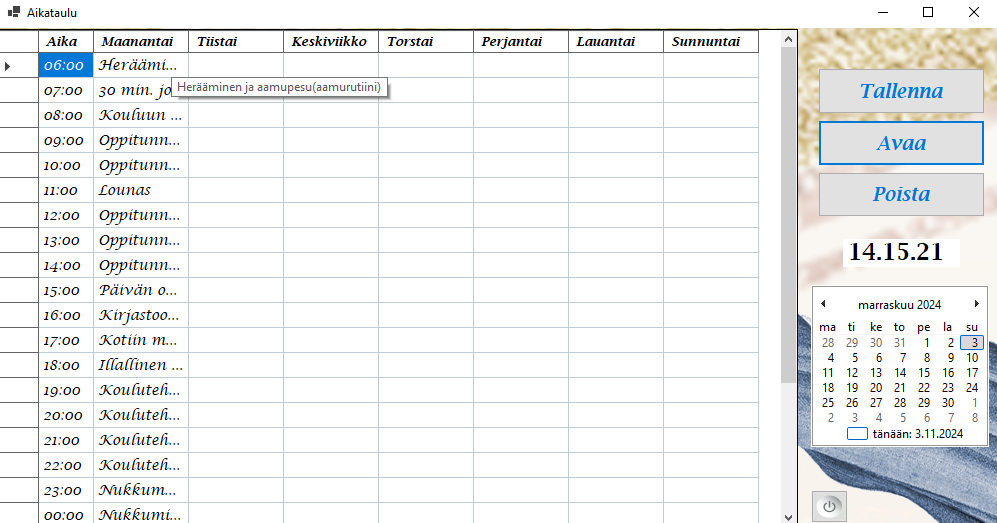 Aikataulu
Aika Maanantai Tiistai Keskiviikko Torstai Perjantai Lauantai Sunnuntai
06:00 Heräämi...
Herääminen ja aamupesu(aamurutiini)
07:00 30 min. jo
08:00 Kouluun ...
09:00 Oppitunn...
10:00 Oppitunn...
11:00 Lounas
12:00 Oppitunn...
13:00 Oppitunn...
14:00 Oppitunn...
15:00 Päivän o...
16:00 Kirjastoo...
17:00 Kotiin m...
18:00 Illallinen ...
19:00 Kouluteh...
20:00 Kouluteh...
21:00 Kouluteh...
22:00 Kouluteh...
23:00 Nukkum...
00:00 Nukkumi...
Tallenna
Avaa
Poista
14.15.21
marraskuu 2024
ma ti ke to pe la su
28 29 30 31 1 2 3
4 5 6 7 8 9 10
11 12 13 14 15 16 17
18 19 20 21 22 23 24
25 26 27 28 29 30 1
2 3 4 5 6 7 8
tänään: 3.11.2024